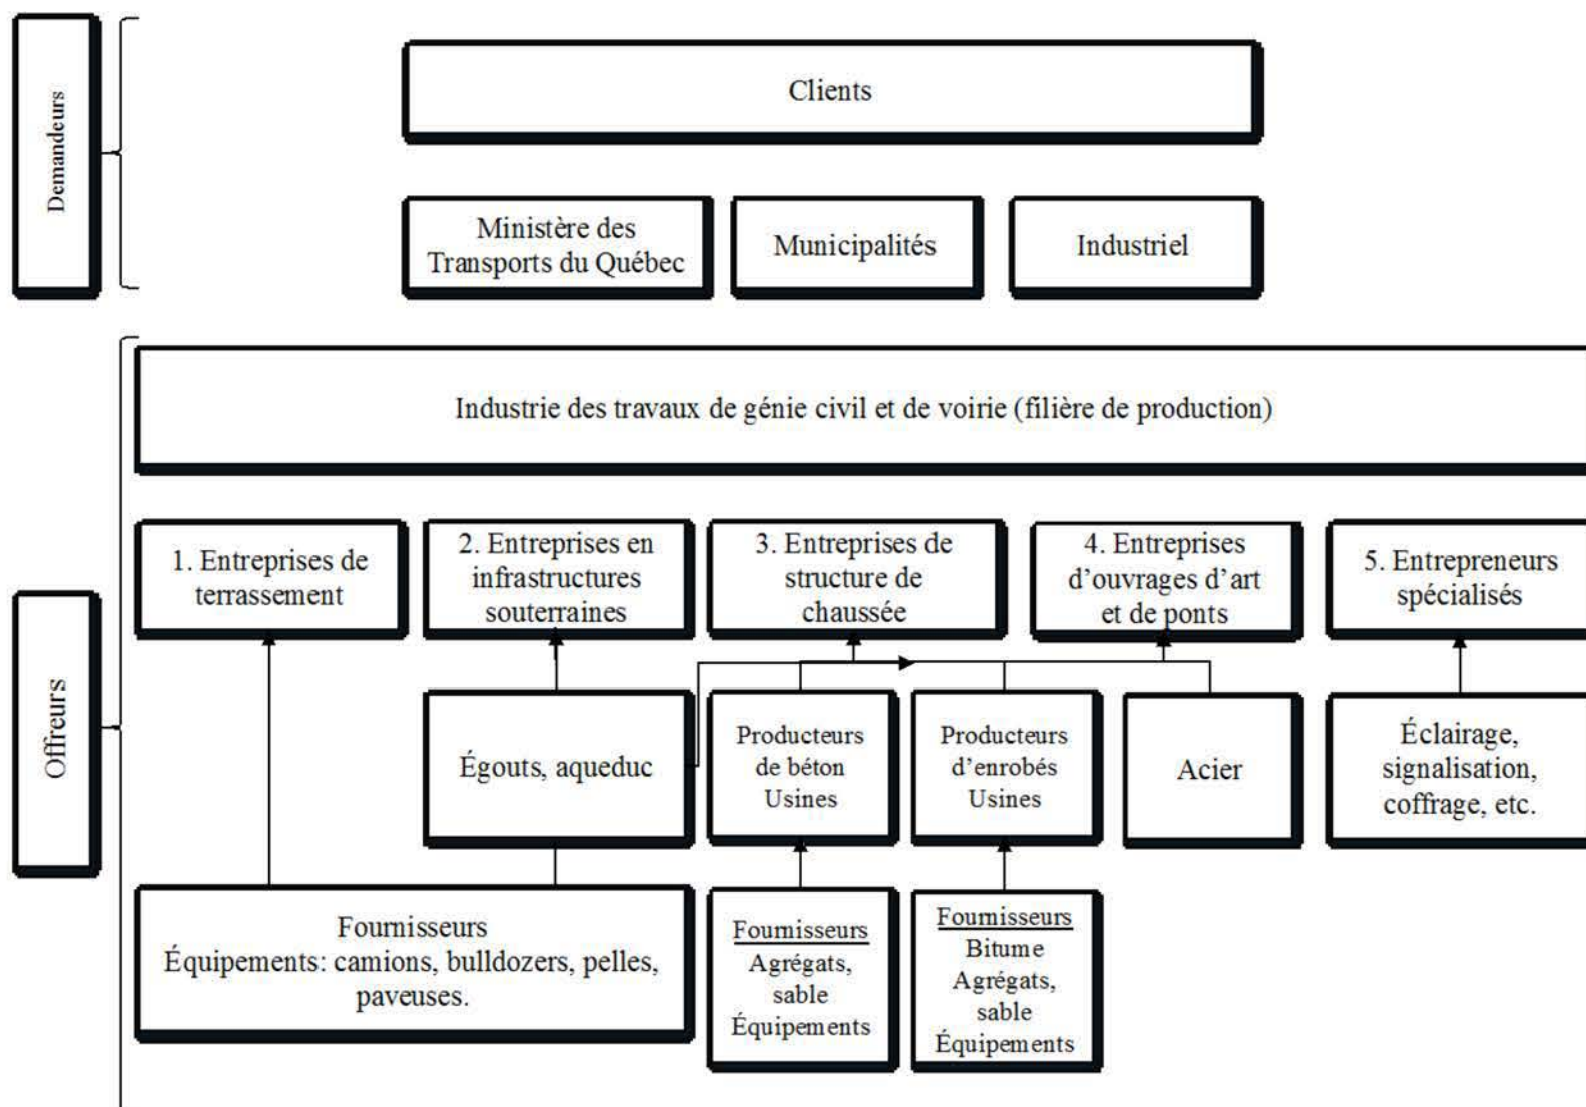 Demandeurs
Clients
Ministère des
Transports du Québec
Municipalités
Industriel
Offreurs
Industrie des travaux de génie civil et de voirie (filière de production)
1. Entreprises de
terrassement
2. Entreprises en
infrastructures
souterraines
3. Entreprises de
structure de
chaussée
4. Entreprises
d'ouvrages d'art
et de ponts
5. Entrepreneurs
spécialisés
Égouts, aqueduc
Producteurs
de béton
Usines
Producteurs
d'enrobés
Usines
Acier
Éclairage,
signalisation,
coffrage, etc.
Fournisseurs
Équipements: camions, bulldozers, pelles,
paveuses.
Fournisseurs
Agrégats,
sable
Équipements
Fournisseurs
Bitume
Agrégats,
sable
Équipements